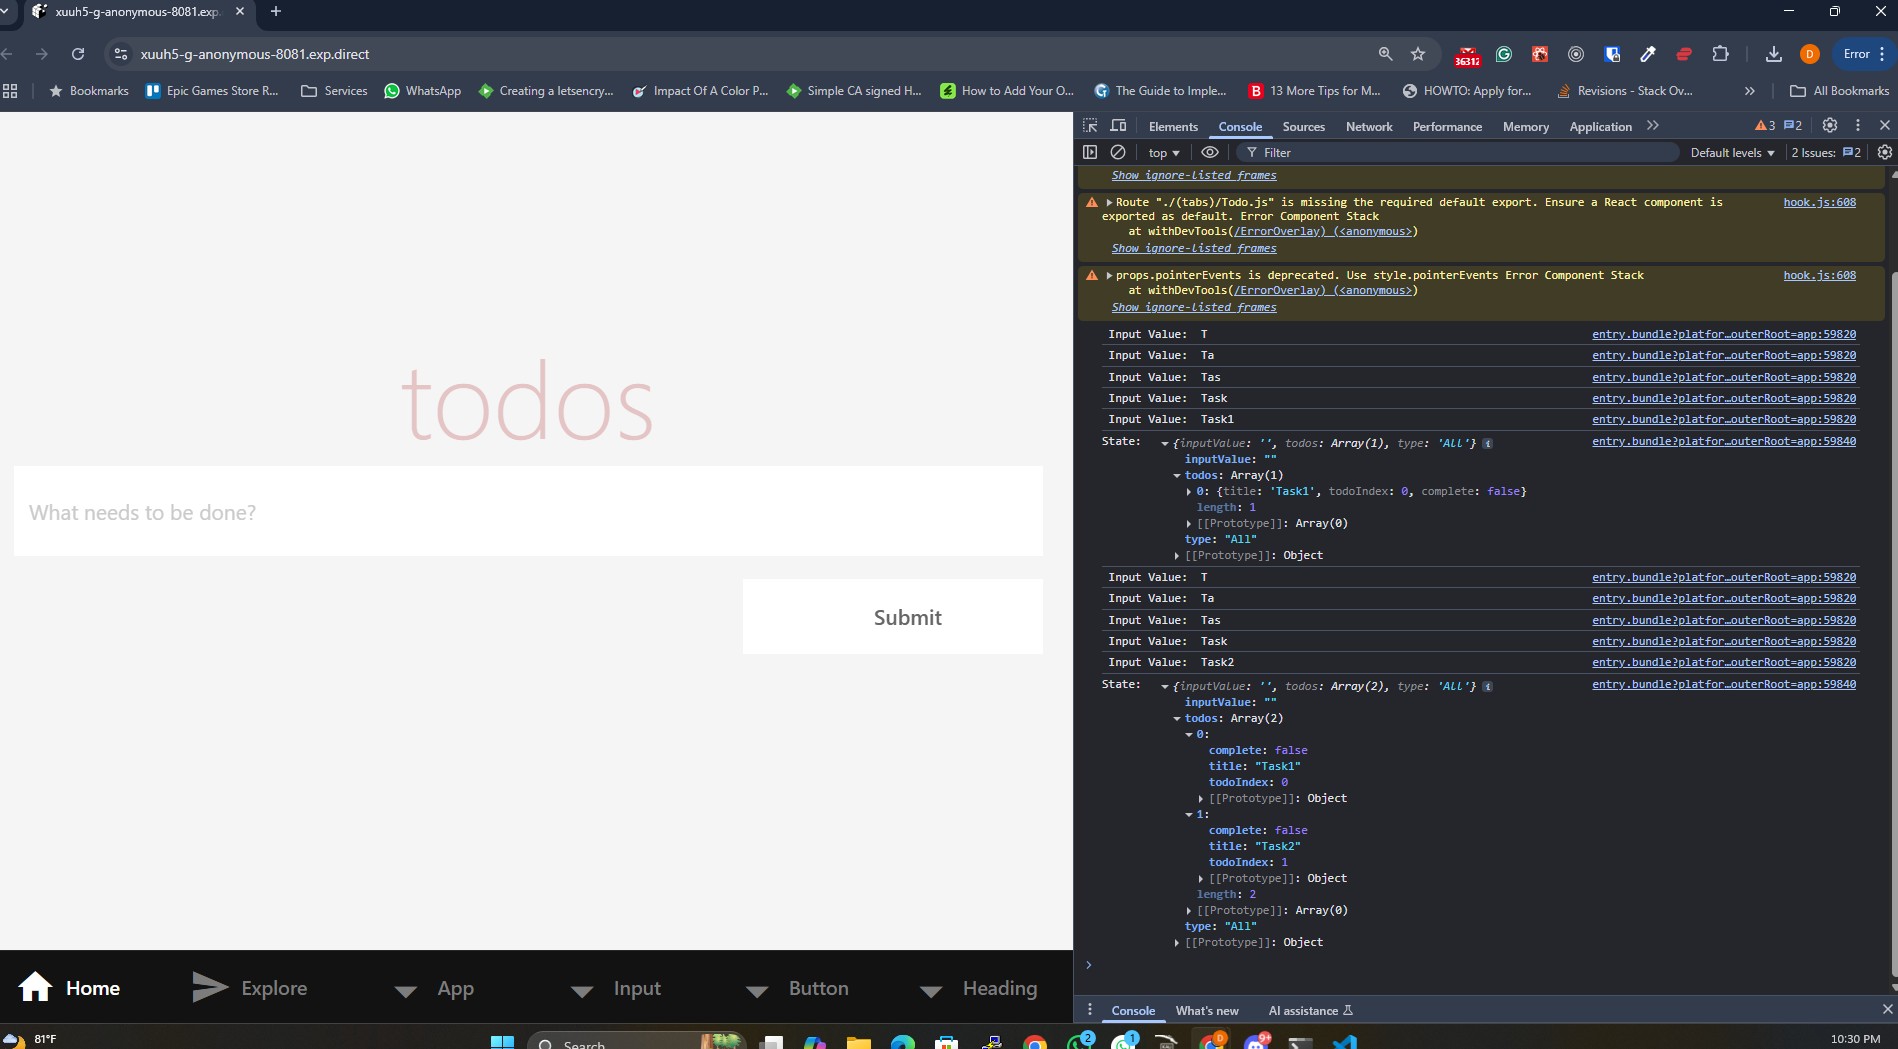 xuuh5-g-anonymous-8081.exp.
xuuh5-g-anonymous-8081.exp.direct
36312
D
Error
Bookmarks
Epic Games Store R...
Services
WhatsApp
Creating a letsencry...
Impact Of A Color P...
Simple CA signed H...
How to Add Your O...
The Guide to Imple...
B 13 More Tips for M...
HOWTO: Apply for...
Revisions - Stack Ov...
All Bookmarks
todos
What needs to be done?
Submit
Home
Explore
App
Input
Button
Heading
Elements Console Sources Network Performance Memory Application 3 2
top Filter Default levels 2 Issues: 2
Show ignore-listed frames
Route "./(tabs)/Todo.js" is missing the required default export. Ensure a React component is hook.js:608
exported as default. Error Component Stack
at withDevTools(/ErrorOverlay) (<anonymous>)
Show ignore-listed frames
props.pointerEvents is deprecated. Use style.pointerEvents Error Component Stack hook.js:608
at withDevTools(/ErrorOverlay) (<anonymous>)
Show ignore-listed frames
Input Value: T entry.bundle?platfor…outerRoot=app:59820
Input Value: Ta entry.bundle?platfor…outerRoot=app:59820
Input Value: Tas entry.bundle?platfor…outerRoot=app:59820
Input Value: Task entry.bundle?platfor…outerRoot=app:59820
Input Value: Task1 entry.bundle?platfor…outerRoot=app:59820
State: {inputValue: '', todos: Array(1), type: 'All'} i entry.bundle?platfor…outerRoot=app:59840
inputValue: ""
todos: Array(1)
0: {title: 'Task1', todoIndex: 0, complete: false}
length: 1
[[Prototype]]: Array(0)
type: "All"
[[Prototype]]: Object
Input Value: T entry.bundle?platfor…outerRoot=app:59820
Input Value: Ta entry.bundle?platfor…outerRoot=app:59820
Input Value: Tas entry.bundle?platfor…outerRoot=app:59820
Input Value: Task entry.bundle?platfor…outerRoot=app:59820
Input Value: Task2 entry.bundle?platfor…outerRoot=app:59820
State: {inputValue: '', todos: Array(2), type: 'All'} i entry.bundle?platfor…outerRoot=app:59840
inputValue: ""
todos: Array(2)
0:
complete: false
title: "Task1"
todoIndex: 0
[[Prototype]]: Object
1:
complete: false
title: "Task2"
todoIndex: 1
[[Prototype]]: Object
length: 2
[[Prototype]]: Array(0)
type: "All"
[[Prototype]]: Object
Console What's new AI assistance
81°F
Search
2
1
D
9+
10:30 PM